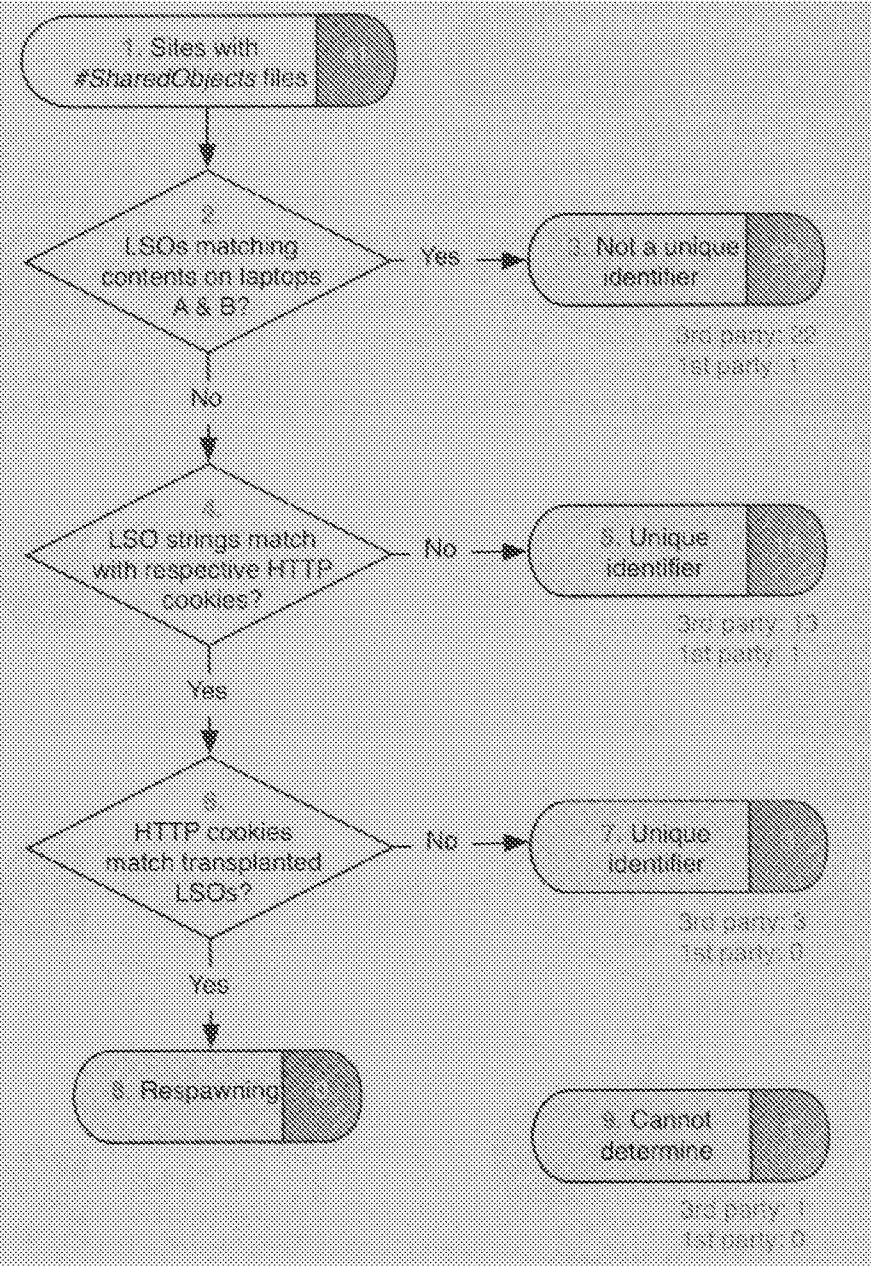 1. Sites with
#SharedObjects files
2.
LSOs matching
contents on laptops
A & B?
Yes
3. Not a unique
identifier
3rd party: 22
1st party: 1
No
4.
LSO strings match
with respective HTTP
cookies?
No
5. Unique
identifier
3rd party: 13
1st party: 1
Yes
6.
HTTP cookies
match transplanted
LSOs?
No
7. Unique
identifier
3rd party: 3
1st party: 0
Yes
8. Respawning
9. Cannot
determine
3rd party: 1
1st party: 0